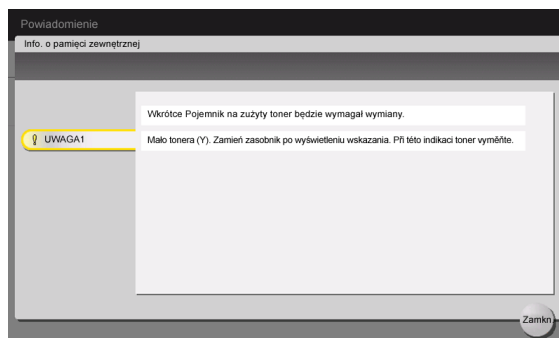 Powiadomienie
Info. o pamięci zewnętrznej
Wkrótce Pojemnik na zużyty toner będzie wymagał wymiany.
UWAGA1
Mało tonera (Y). Zamień zasobnik po wyświetleniu wskazania. Při této indikaci toner vyměňte.
Zamkn.